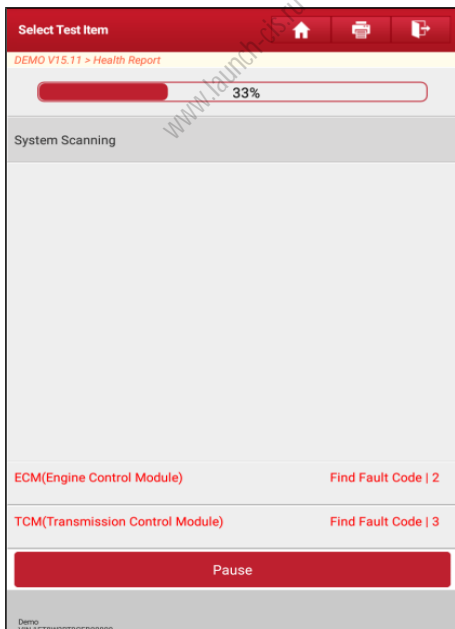 Select Test Item
DEMO V15.11 > Health Report
www.launch-cis.ru
33%
System Scanning
ECM(Engine Control Module)
Find Fault Code | 2
TCM(Transmission Control Module)
Find Fault Code | 3
Pause
Demo